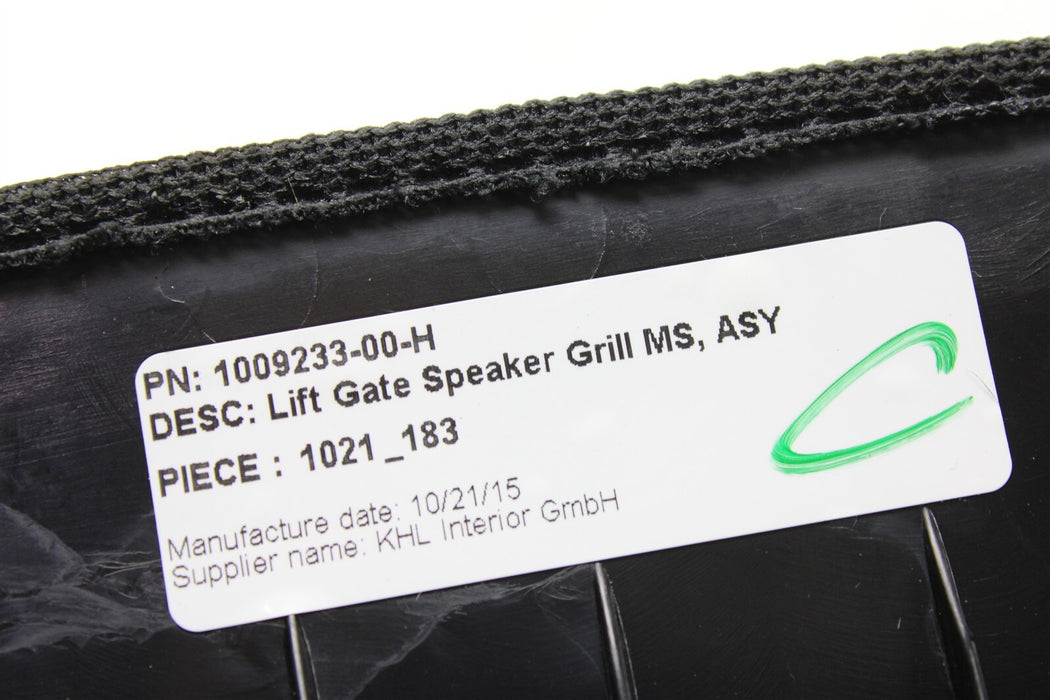 PN: 1009233-00-H
DESC: Lift Gate Speaker Grill MS, ASY
PIECE : 1021_183
Manufacture date: 10/21/15
Supplier name: KHL Interior GmbH